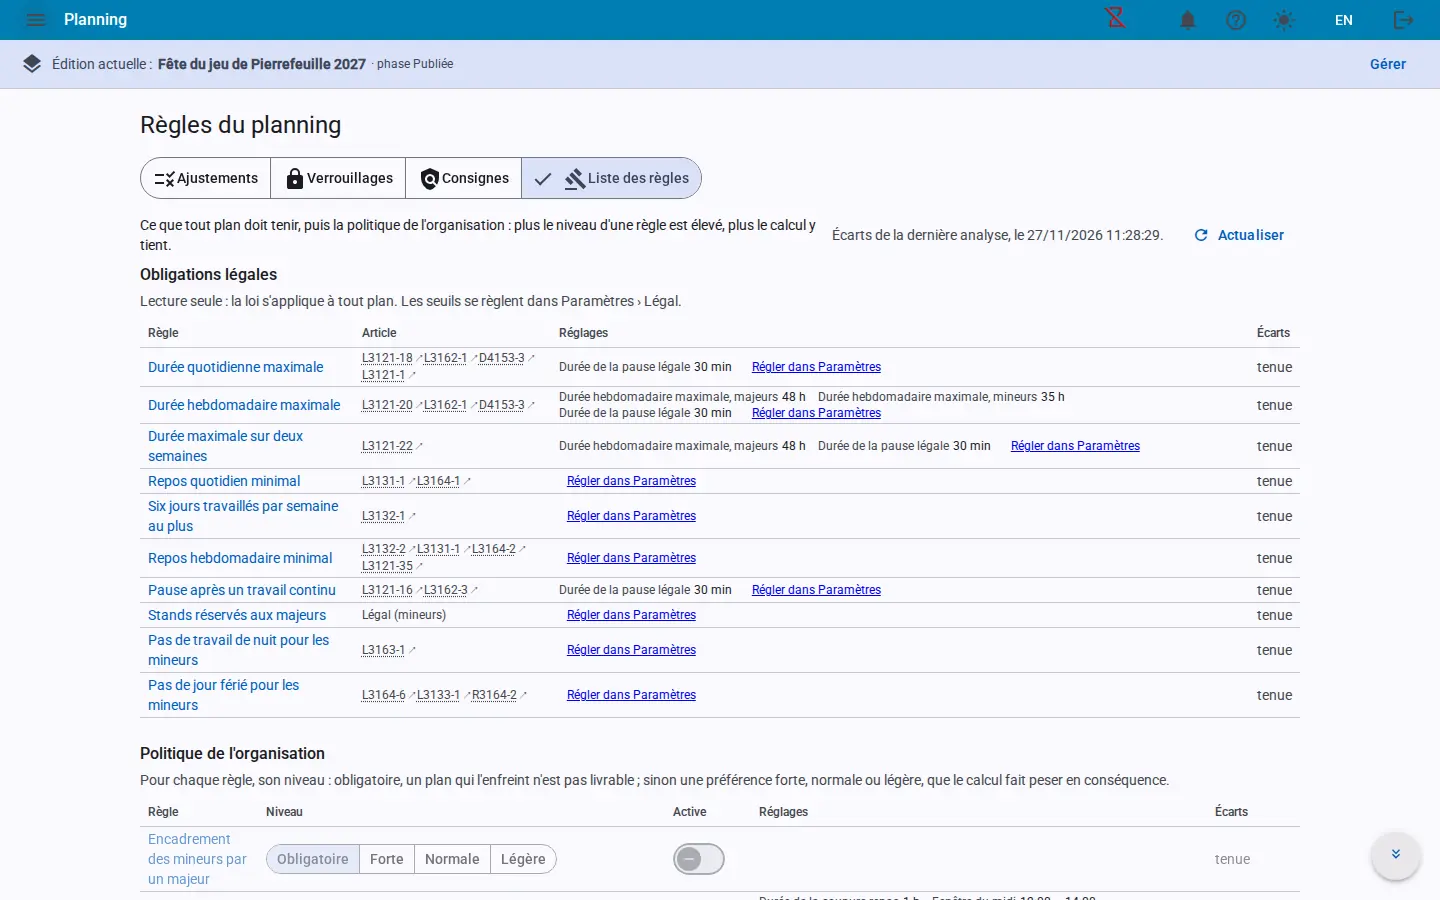 Planning
EN
Édition actuelle : Fête du jeu de Pierrefeuille 2027 · phase Publiée
Gérer
Règles du planning
Ajustements
Verrouillages
Consignes
Liste des règles
Ce que tout plan doit tenir, puis la politique de l'organisation : plus le niveau d'une règle est élevé, plus le calcul y
tient.
Écarts de la dernière analyse, le 27/11/2026 11:28:29.
Actualiser
Obligations légales
Lecture seule : la loi s'applique à tout plan. Les seuils se règlent dans Paramètres › Légal.
Règle Article Réglages Écarts
Durée quotidienne maximale
L3121-18 L3162-1 D4153-3
L3121-1
Durée de la pause légale 30 min Régler dans Paramètres
tenue
Durée hebdomadaire maximale
L3121-20 L3162-1 D4153-3
Durée hebdomadaire maximale, majeurs 48 h Durée hebdomadaire maximale, mineurs 35 h
Durée de la pause légale 30 min Régler dans Paramètres
tenue
Durée maximale sur deux
semaines
L3121-22
Durée hebdomadaire maximale, majeurs 48 h Durée de la pause légale 30 min Régler dans Paramètres
tenue
Repos quotidien minimal
L3131-1 L3164-1
Régler dans Paramètres
tenue
Six jours travaillés par semaine
au plus
L3132-1
Régler dans Paramètres
tenue
Repos hebdomadaire minimal
L3132-2 L3131-1 L3164-2
L3121-35
Régler dans Paramètres
tenue
Pause après un travail continu
L3121-16 L3162-3
Durée de la pause légale 30 min Régler dans Paramètres
tenue
Stands réservés aux majeurs
Légal (mineurs)
Régler dans Paramètres
tenue
Pas de travail de nuit pour les
mineurs
L3163-1
Régler dans Paramètres
tenue
Pas de jour férié pour les
mineurs
L3164-6 L3133-1 R3164-2
Régler dans Paramètres
tenue
Politique de l'organisation
Pour chaque règle, son niveau : obligatoire, un plan qui l'enfreint n'est pas livrable ; sinon une préférence forte, normale ou légère, que le calcul fait peser en conséquence.
Règle Niveau Active Réglages Écarts
Encadrement
des mineurs par
un majeur
Obligatoire Forte Normale Légère
tenue